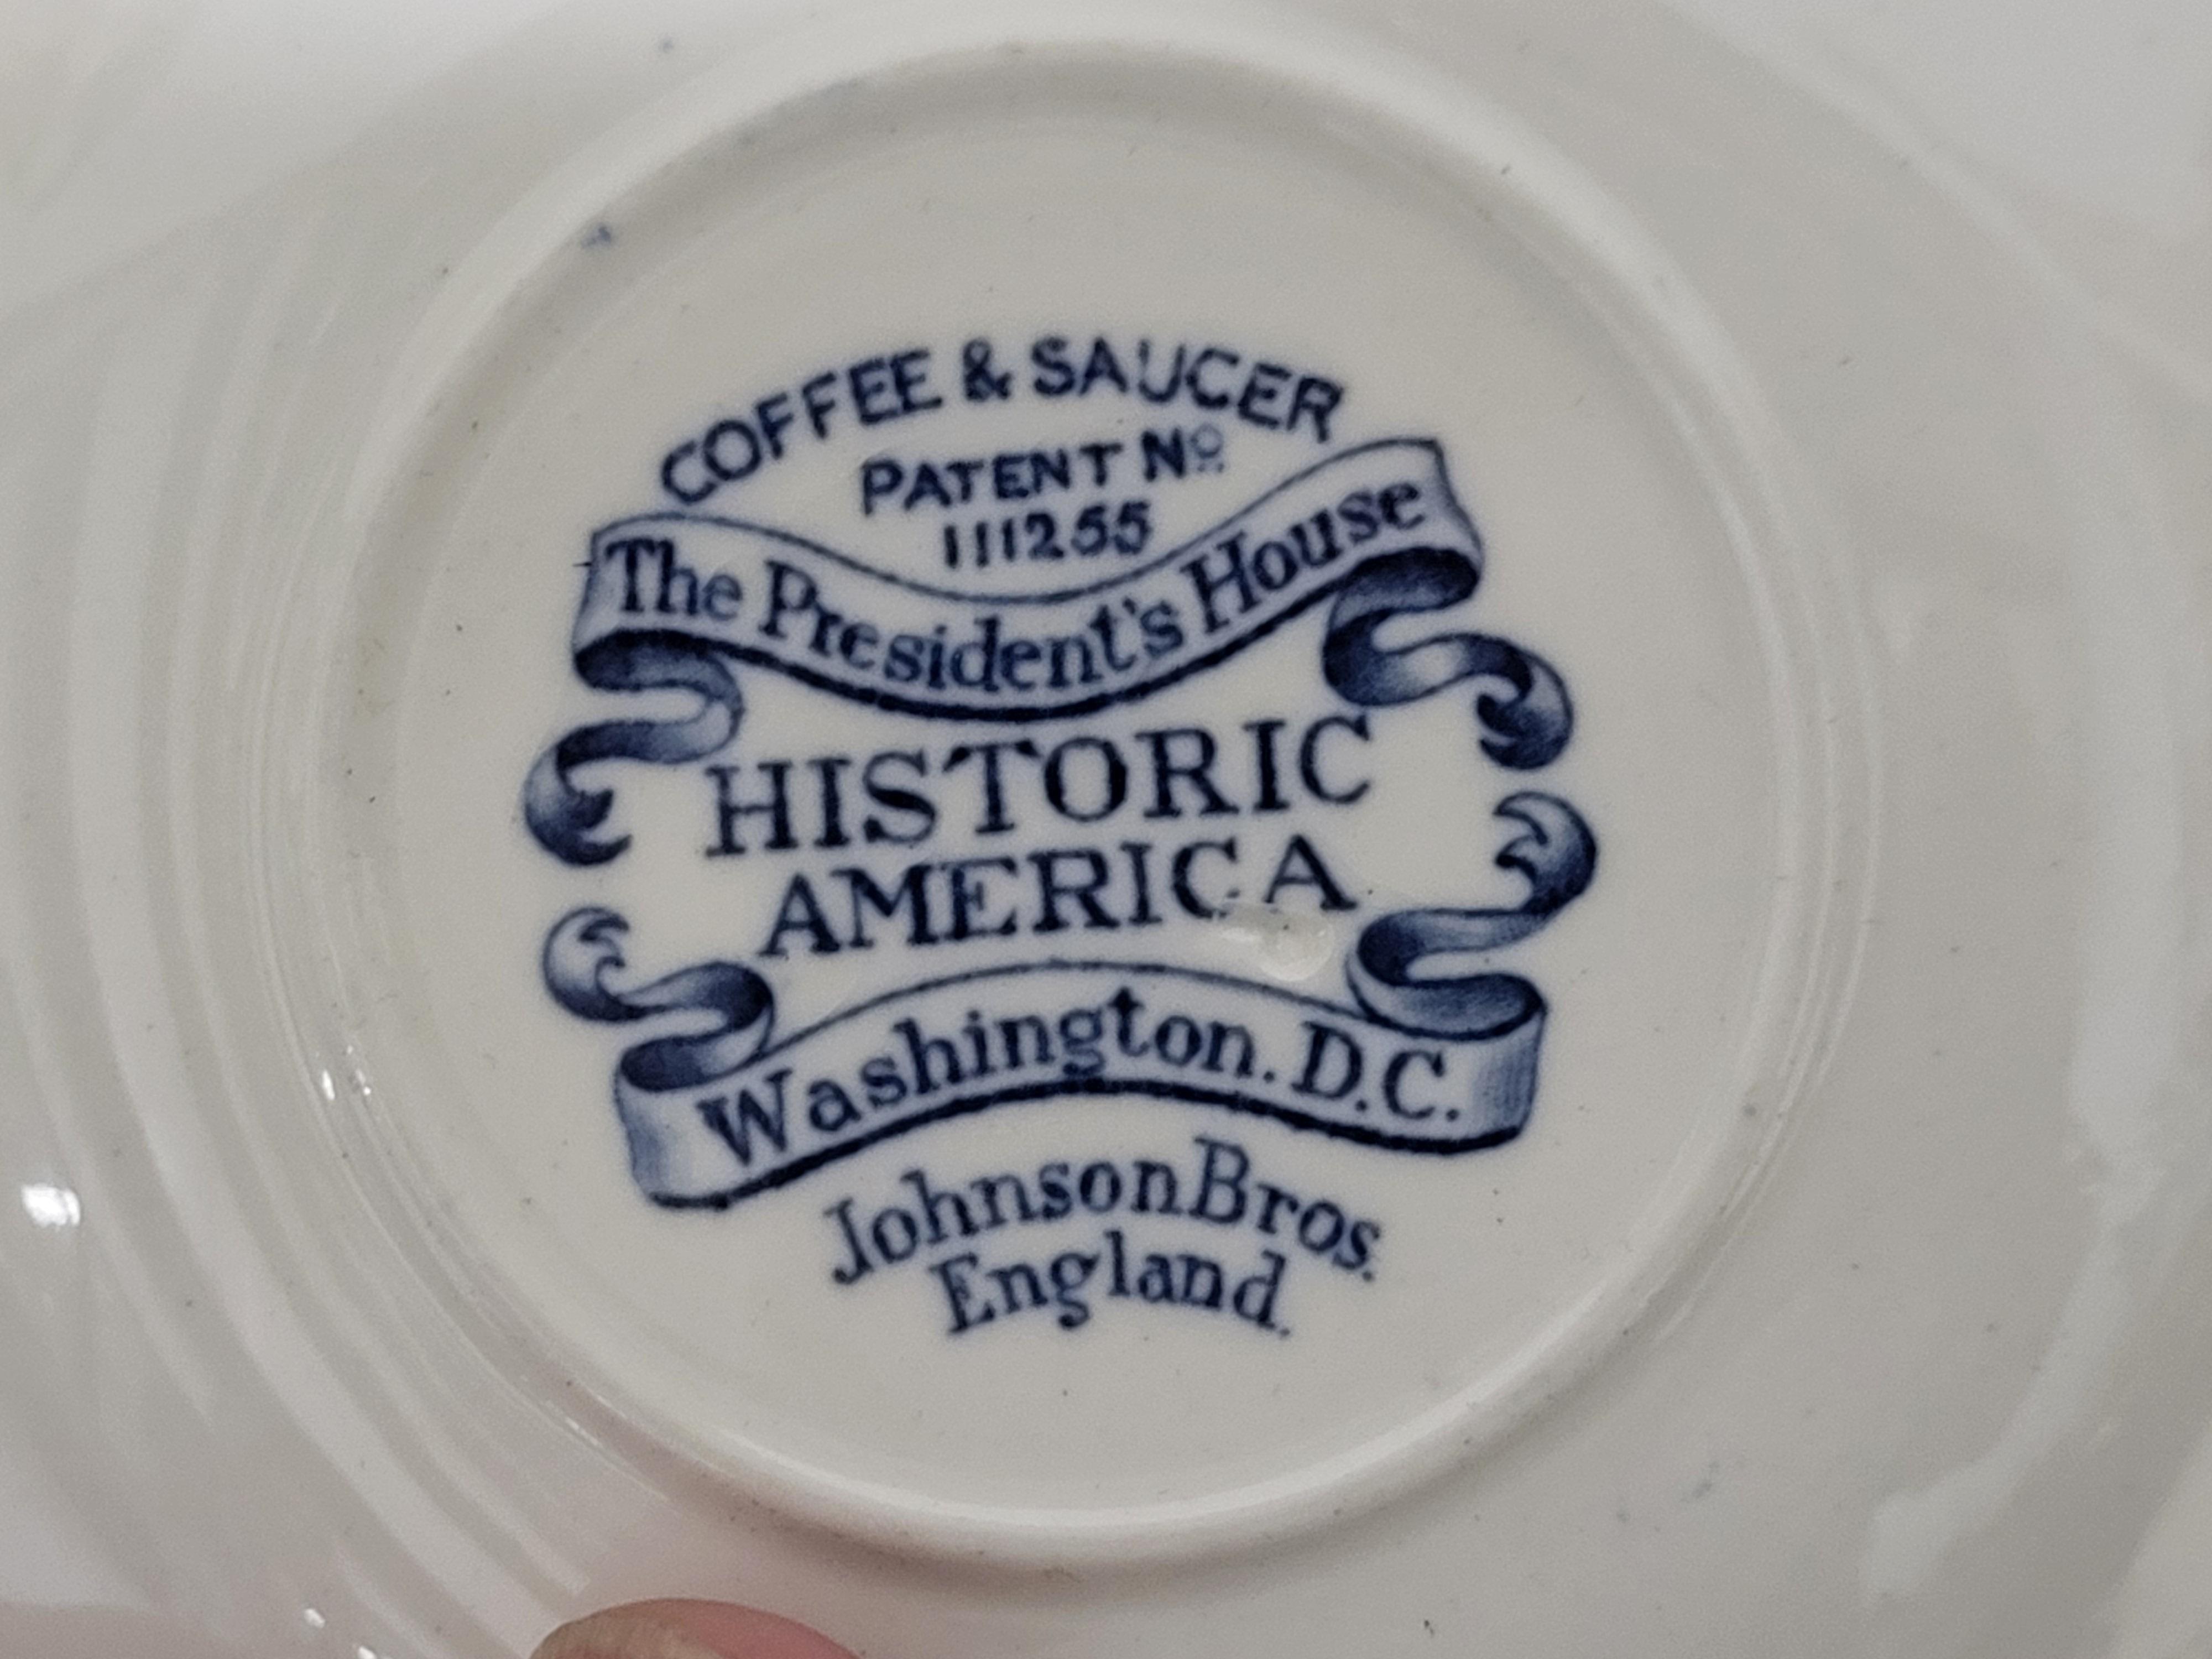 COFFEE & SAUCER
PATENT Nº
111255
The President's House
HISTORIC
AMERICA
Washington. D.C.
Johnson Bros.
England.